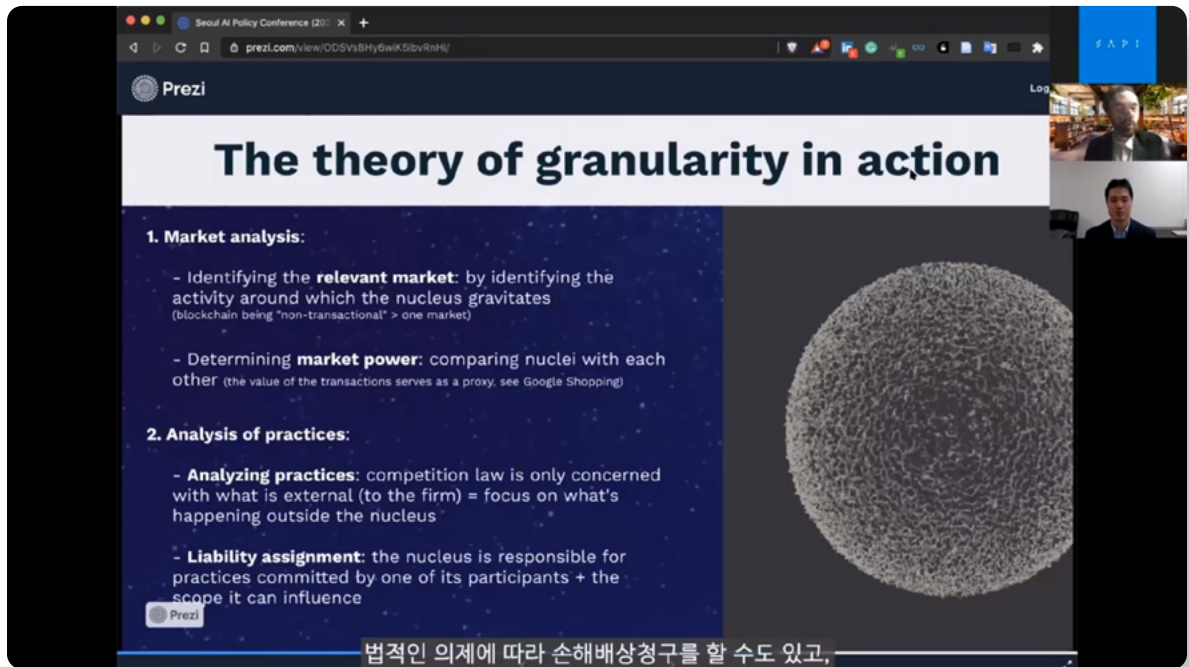 Seoul AI Policy Conference (202
prezi.com/view/ODSVsBHy6wiK5ibvRnHi/
Prezi
Log
SAPI
The theory of granularity in action
1. Market analysis:
- Identifying the relevant market: by identifying the
activity around which the nucleus gravitates
(blockchain being "non-transactional" > one market)
- Determining market power: comparing nuclei with each
other (the value of the transactions serves as a proxy, see Google Shopping)
2. Analysis of practices:
- Analyzing practices: competition law is only concerned
with what is external (to the firm) = focus on what's
happening outside the nucleus
- Liability assignment: the nucleus is responsible for
practices committed by one of its participants + the
scope it can influence
Prezi
법적인 의제에 따라 손해배상청구를 할 수도 있고,